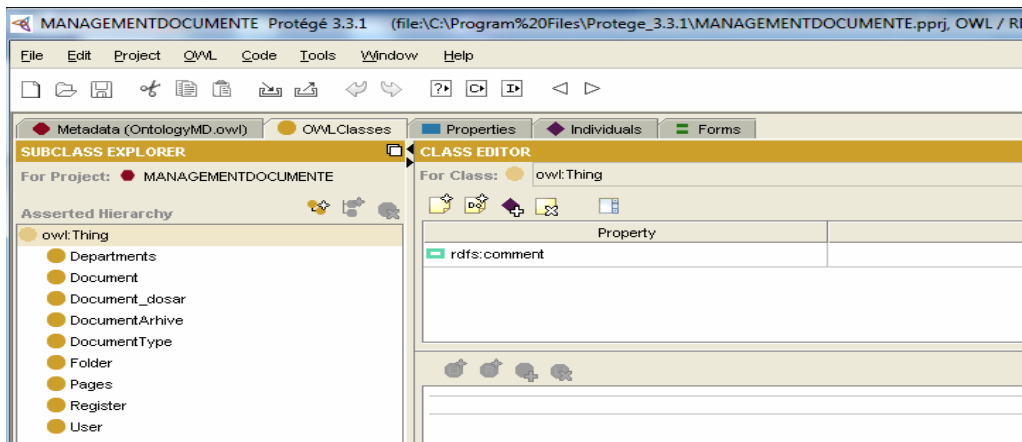 MANAGEMENTDOCUMENTE Protégé 3.3.1 (file:\C:\Program%20Files\Protege_3.3.1\MANAGEMENTDOCUMENTE.pprj, OWL / R
File Edit Project OWL Code Tools Window Help
Metadata (OntologyMD.owl) OWLClasses Properties Individuals Forms
SUBCLASS EXPLORER
For Project: MANAGEMENTDOCUMENTE
Asserted Hierarchy
owl:Thing
Departments
Document
Document_dosar
DocumentArhive
DocumentType
Folder
Pages
Register
User
CLASS EDITOR
For Class: owl:Thing
Property
rdfs:comment